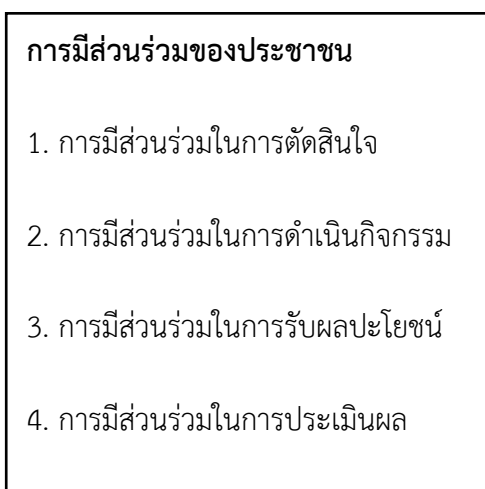 การมีส่วนร่วมของประชาชน
1. การมีส่วนร่วมในการตัดสินใจ
2. การมีส่วนร่วมในการดำเนินกิจกรรม
3. การมีส่วนร่วมในการรับผลปะโยชน์
4. การมีส่วนร่วมในการประเมินผล